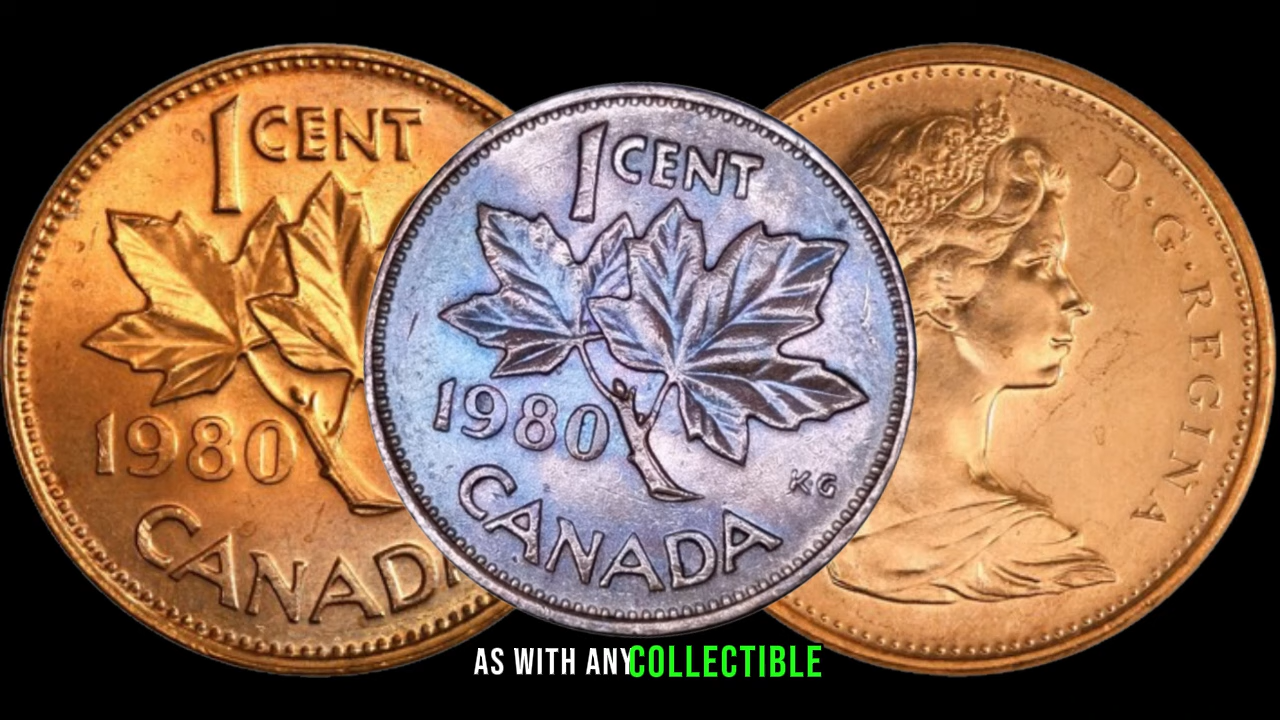 1 CENT
1980
CANADA
1 CENT
1980
KG
CANADA
D·G·REGINA
AS WITH ANY COLLECTIBLE